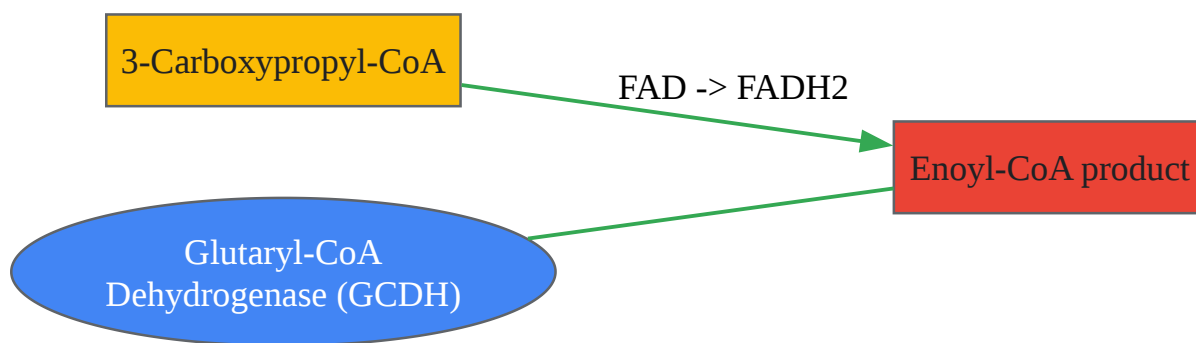 3-Carboxypropyl-CoA
FAD -> FADH2
Enoyl-CoA product
Glutaryl-CoA
Dehydrogenase (GCDH)